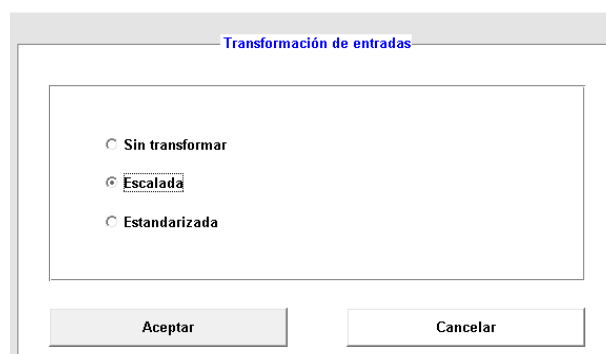 Transformación de entradas
Sin transformar
Escalada
Estandarizada
Aceptar Cancelar